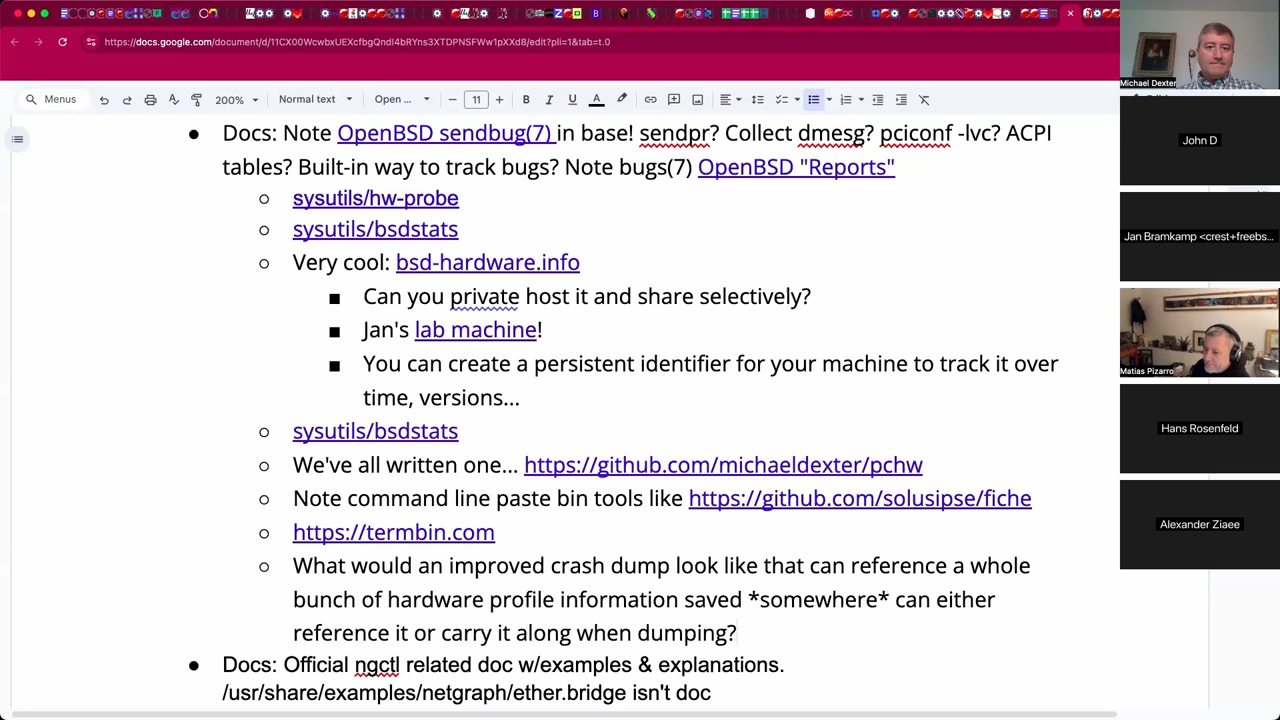 https://docs.google.com/document/d/11CX00WcwbxUEXcfbgQndl4bRYns3XTDPNSFWw1pXXd8/edit?pli=1&tab=t.0
Menus 200% Normal text Open ... 11
Docs: Note OpenBSD sendbug(7) in base! sendpr? Collect dmesg? pciconf -lvc? ACPI
tables? Built-in way to track bugs? Note bugs(7) OpenBSD "Reports"
sysutils/hw-probe
sysutils/bsdstats
Very cool: bsd-hardware.info
Can you private host it and share selectively?
Jan's lab machine!
You can create a persistent identifier for your machine to track it over
time, versions...
sysutils/bsdstats
We've all written one... https://github.com/michaeldexter/pchw
Note command line paste bin tools like https://github.com/solusipse/fiche
https://termbin.com
What would an improved crash dump look like that can reference a whole
bunch of hardware profile information saved *somewhere* can either
reference it or carry it along when dumping?
Docs: Official ngctl related doc w/examples & explanations.
/usr/share/examples/netgraph/ether.bridge isn't doc
Michael Dexter
John D
Jan Bramkamp <crest+freebs...
Matias Pizarro
Hans Rosenfeld
Alexander Ziaee